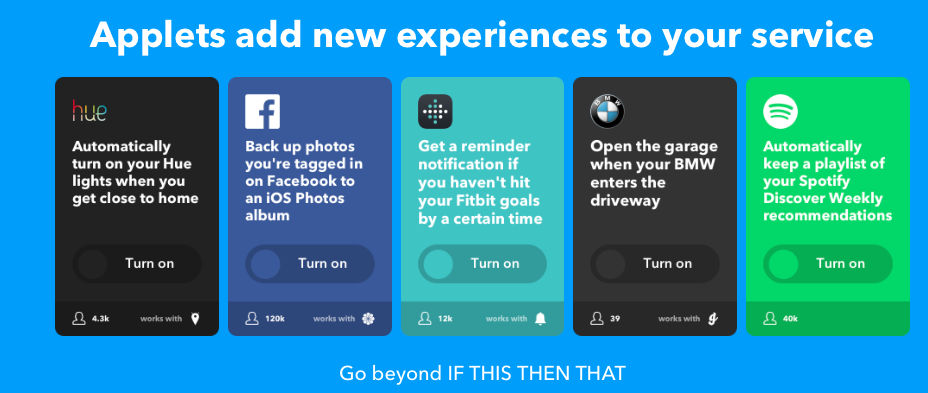 Applets add new experiences to your service
hue
Automatically
turn on your Hue
lights when you
get close to home
Turn on
4.3k
works with
Back up photos
you're tagged in
on Facebook to
an iOS Photos
album
Turn on
120k
works with
Get a reminder
notification if
you haven't hit
your Fitbit goals
by a certain time
Turn on
12k
works with
BMW
Open the garage
when your BMW
enters the
driveway
Turn on
39
works with
Automatically
keep a playlist of
your Spotify
Discover Weekly
recommendations
Turn on
40k
Go beyond IF THIS THEN THAT